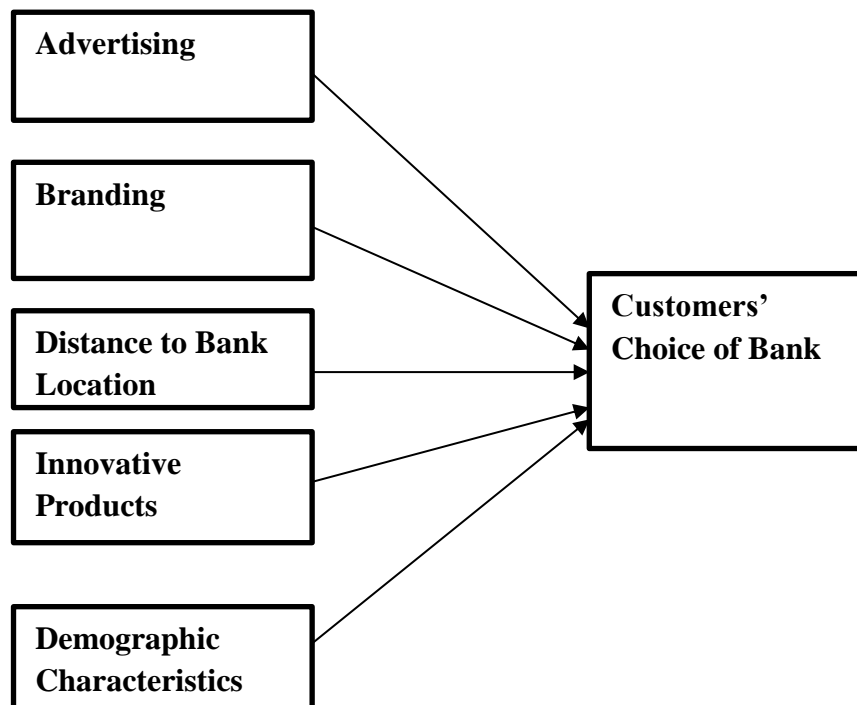 Advertising
Branding
Distance to Bank
Location
Innovative
Products
Demographic
Characteristics
Customers’
Choice of Bank